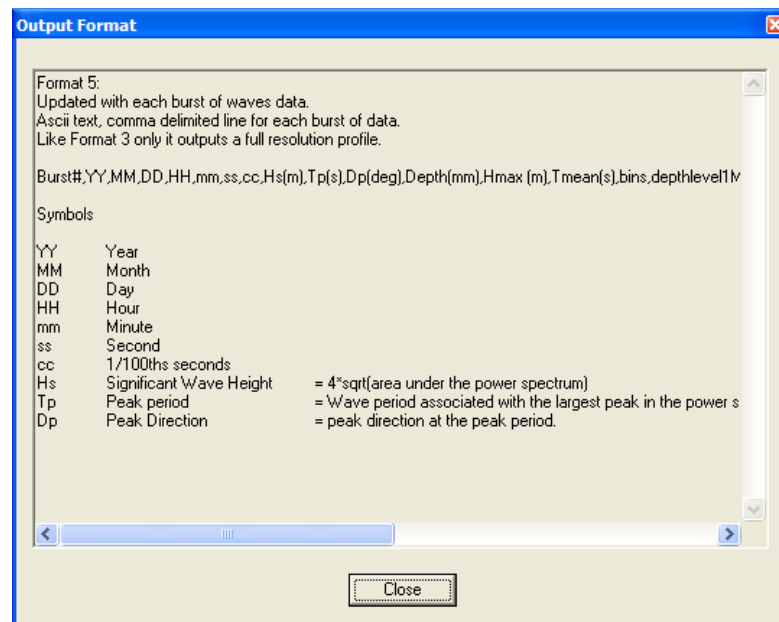 Output Format
Format 5:
Updated with each burst of waves data.
Ascii text, comma delimited line for each burst of data.
Like Format 3 only it outputs a full resolution profile.
Burst#,YY,MM,DD,HH,mm,ss,cc,Hs(m),Tp(s),Dp(deg),Depth(mm),Hmax (m),Tmean(s),bins,depthlevel1M
Symbols
YY Year
MM Month
DD Day
HH Hour
mm Minute
ss Second
cc 1/100ths seconds
Hs Significant Wave Height = 4*sqrt(area under the power spectrum)
Tp Peak period = Wave period associated with the largest peak in the power s
Dp Peak Direction = peak direction at the peak period.
Close